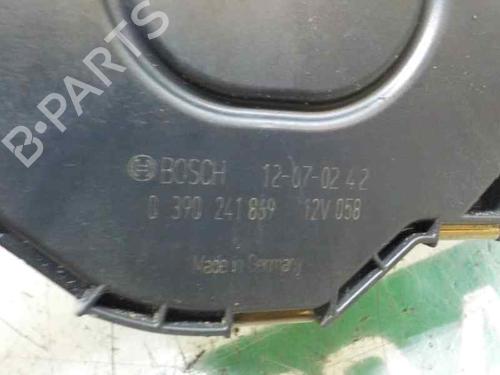 B-PARTS
BOSCH 12-07-02 42
0 390 241 869 12V 058
Made in Germany